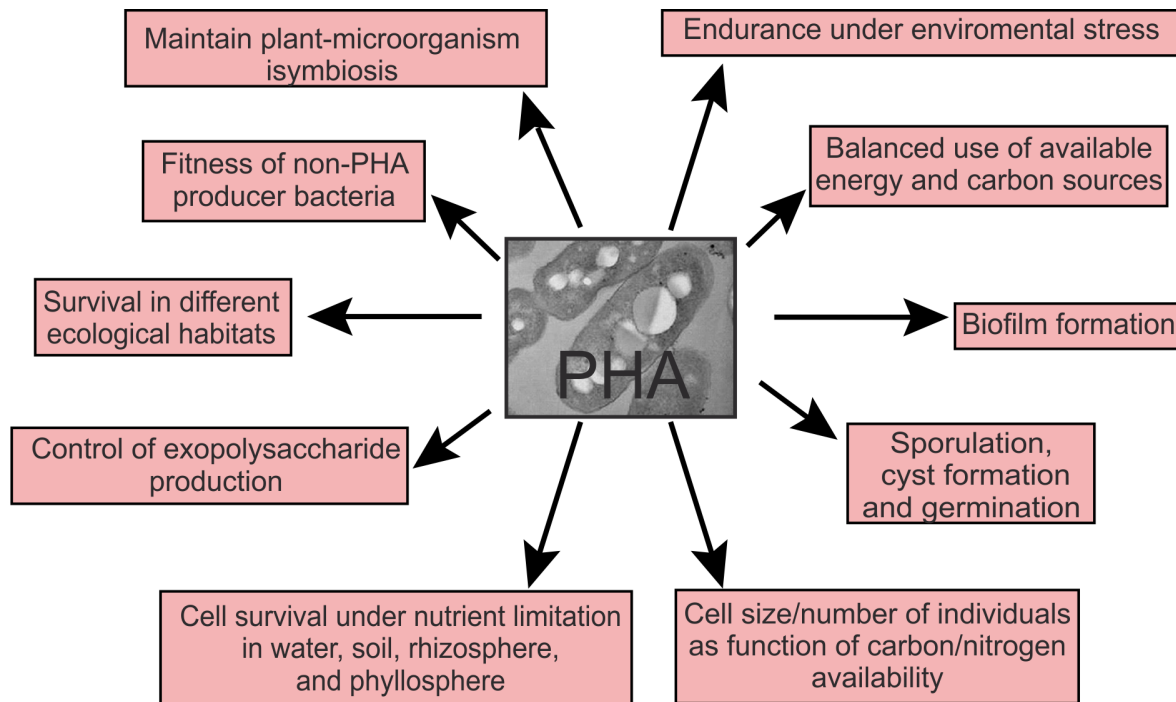 Maintain plant-microorganism
isymbiosis
Endurance under enviromental stress
Fitness of non-PHA
producer bacteria
Balanced use of available
energy and carbon sources
Survival in different
ecological habitats
PHA
Biofilm formation
Control of exopolysaccharide
production
Sporulation,
cyst formation
and germination
Cell survival under nutrient limitation
in water, soil, rhizosphere,
and phyllosphere
Cell size/number of individuals
as function of carbon/nitrogen
availability